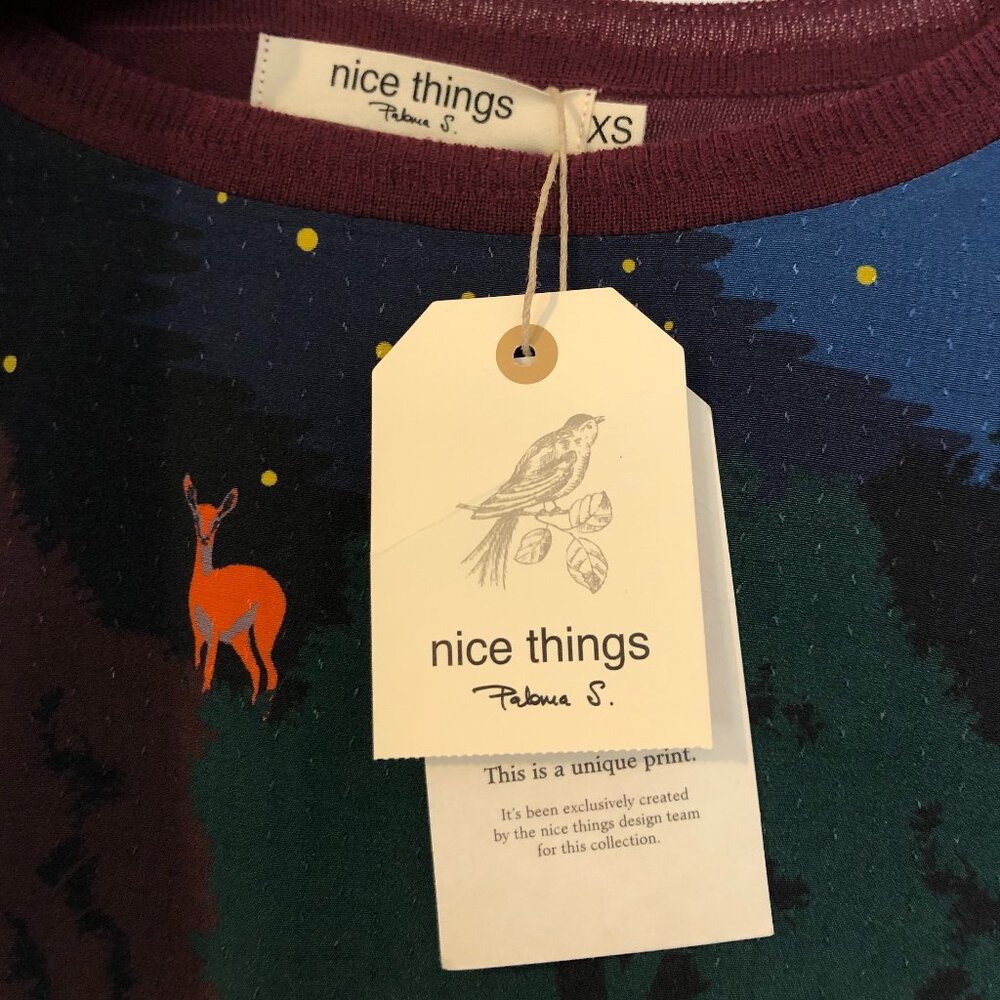 nice things
Paloma S.
XS
nice things
Paloma S.
This is a unique print.
It's been exclusively created
by the nice things design team
for this collection.